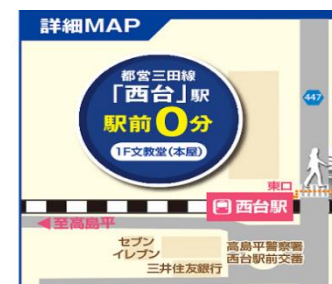 詳細MAP
都営三田線
「西台」駅
駅前0分
1F文教堂(本屋)
447
東口
西台駅
◀至高島平
セブン
イレブン
高島平警察署
西台駅前交番
三井住友銀行